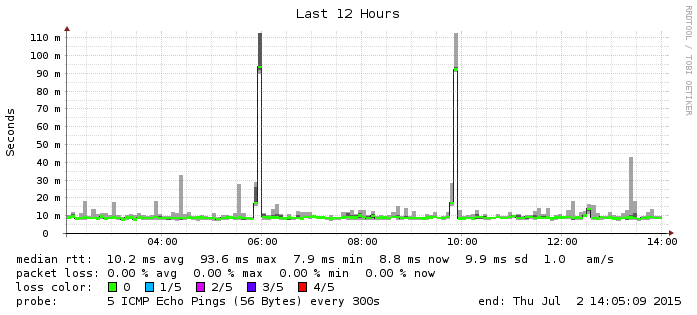 Last 12 Hours
RRDTOOL / TOBI OETIKER
Seconds
110 m
100 m
90 m
80 m
70 m
60 m
50 m
40 m
30 m
20 m
10 m
0
04:00 06:00 08:00 10:00 12:00 14:00
median rtt: 10.2 ms avg 93.6 ms max 7.9 ms min 8.8 ms now 9.9 ms sd 1.0 am/s
packet loss: 0.00 % avg 0.00 % max 0.00 % min 0.00 % now
loss color: 0 1/5 2/5 3/5 4/5
probe: 5 ICMP Echo Pings (56 Bytes) every 300s end: Thu Jul 2 14:05:09 2015